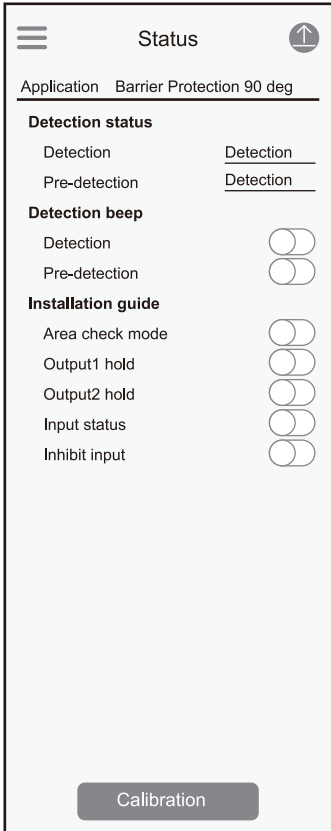 Status
Application Barrier Protection 90 deg
Detection status
Detection Detection
Pre-detection Detection
Detection beep
Detection
Pre-detection
Installation guide
Area check mode
Output1 hold
Output2 hold
Input status
Inhibit input
Calibration